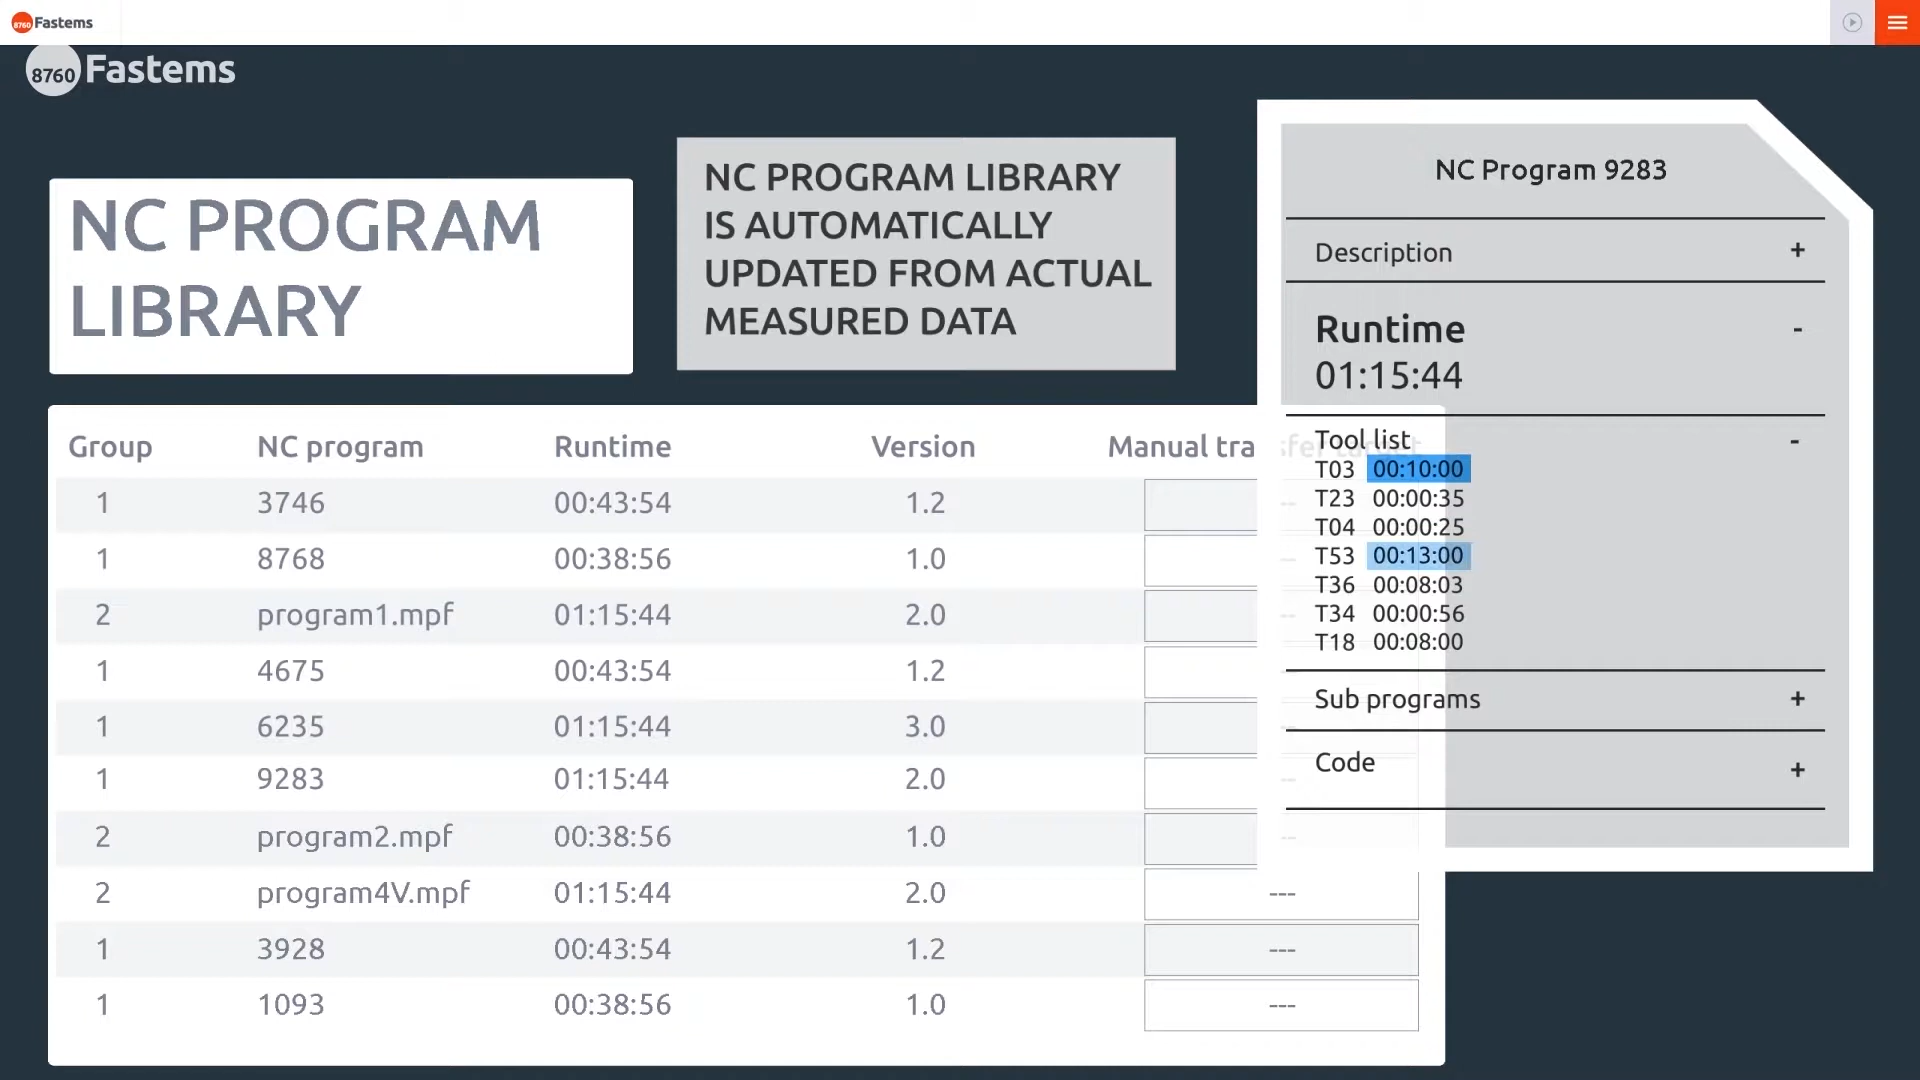 8760 Fastems
8760 Fastems
NC PROGRAM
LIBRARY
NC PROGRAM LIBRARY
IS AUTOMATICALLY
UPDATED FROM ACTUAL
MEASURED DATA
Group NC program Runtime Version Manual transfer target
1 3746 00:43:54 1.2 ---
1 8768 00:38:56 1.0 ---
2 program1.mpf 01:15:44 2.0 ---
1 4675 00:43:54 1.2 ---
1 6235 01:15:44 3.0 ---
1 9283 01:15:44 2.0 ---
2 program2.mpf 00:38:56 1.0 ---
2 program4V.mpf 01:15:44 2.0 ---
1 3928 00:43:54 1.2 ---
1 1093 00:38:56 1.0 ---
NC Program 9283
Description +
Runtime -
01:15:44
Tool list -
T03 00:10:00
T23 00:00:35
T04 00:00:25
T53 00:13:00
T36 00:08:03
T34 00:00:56
T18 00:08:00
Sub programs +
Code +